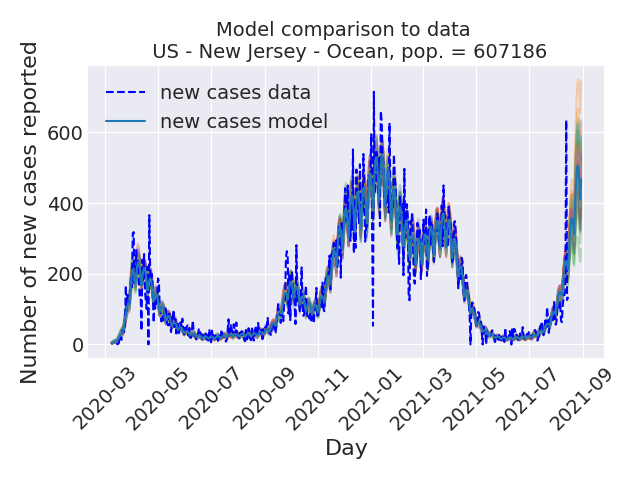 Model comparison to data
US - New Jersey - Ocean, pop. = 607186
Number of new cases reported
600
400
200
0
new cases data
new cases model
2020-03
2020-05
2020-07
2020-09
2020-11
2021-01
2021-03
2021-05
2021-07
2021-09
Day